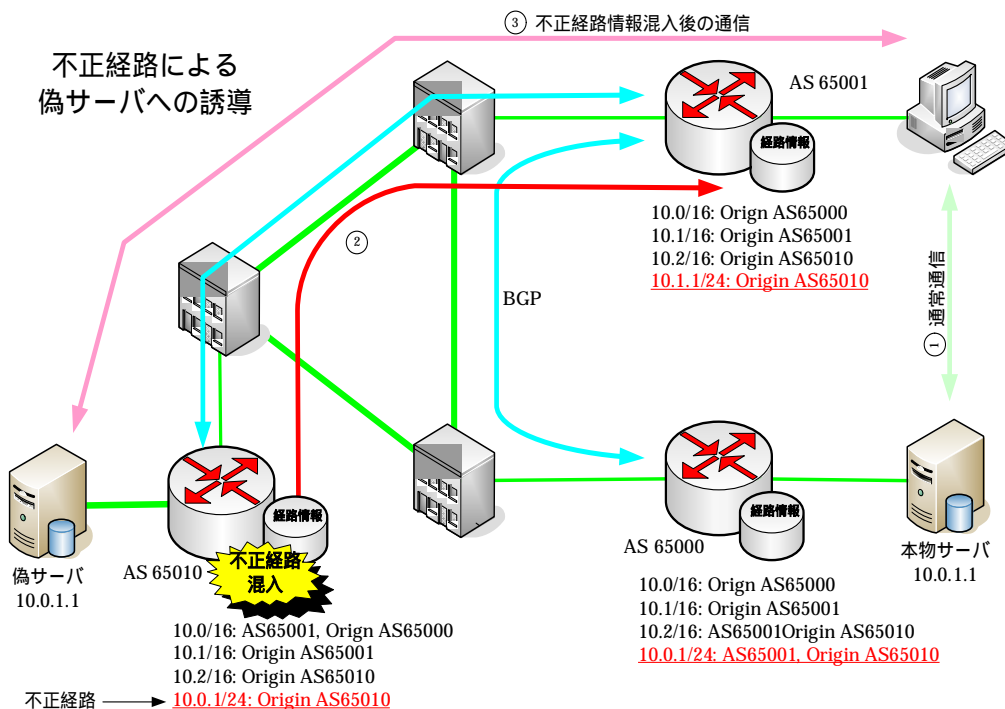 ③ 不正経路情報混入後の通信
不正経路による
偽サーバへの誘導
AS 65001
経路情報
10.0/16: Orign AS65000
10.1/16: Origin AS65001
10.2/16: Origin AS65010
10.1.1/24: Origin AS65010
②
BGP
① 通常通信
経路情報
経路情報
AS 65010
不正経路
混入
AS 65000
偽サーバ
10.0.1.1
本物サーバ
10.0.1.1
10.0/16: Orign AS65000
10.1/16: Origin AS65001
10.2/16: AS65001Origin AS65010
10.0.1/24: AS65001, Origin AS65010
10.0/16: AS65001, Orign AS65000
10.1/16: Origin AS65001
10.2/16: Origin AS65010
不正経路
10.0.1/24: Origin AS65010